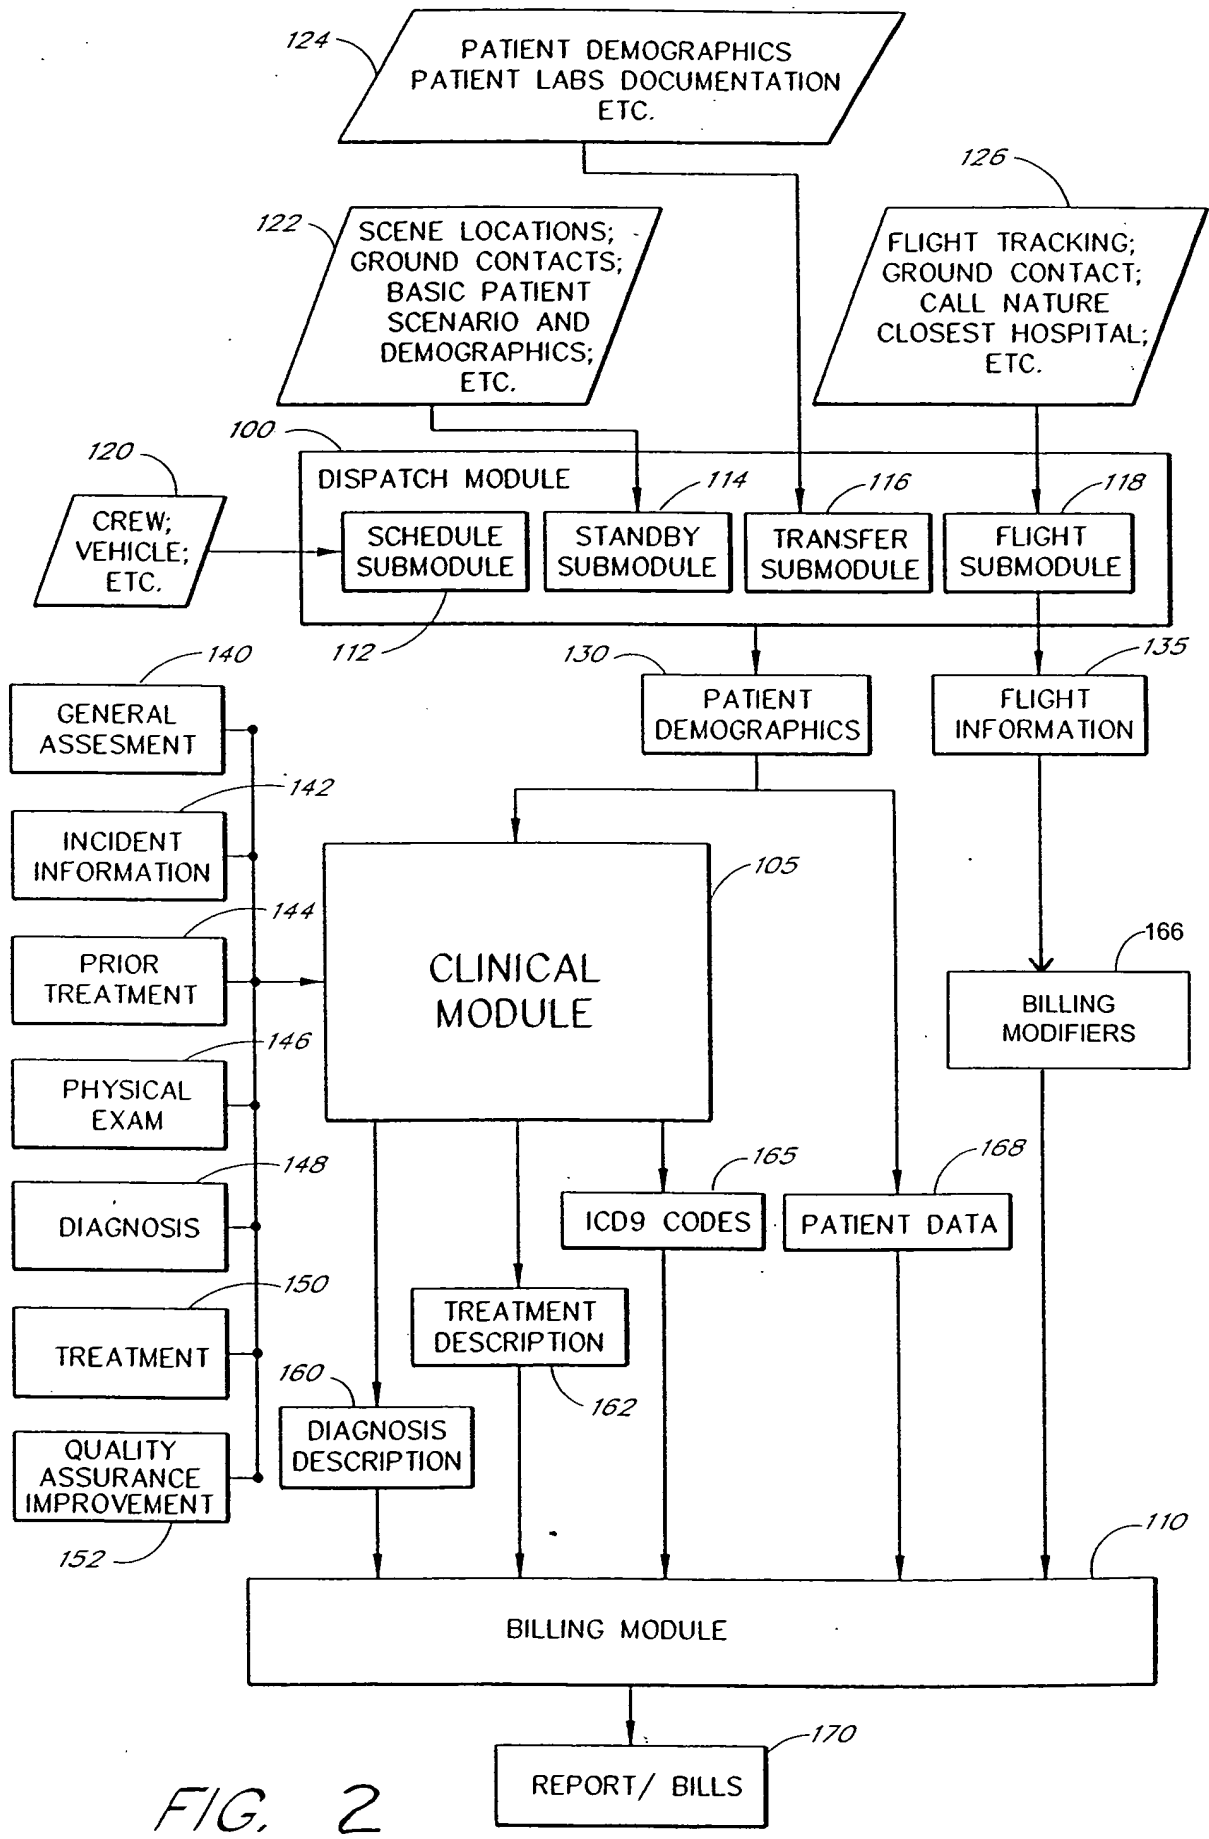 124
PATIENT DEMOGRAPHICS
PATIENT LABS DOCUMENTATION
ETC.
126
122
SCENE LOCATIONS;
GROUND CONTACTS;
BASIC PATIENT
SCENARIO AND
DEMOGRAPHICS;
ETC.
FLIGHT TRACKING;
GROUND CONTACT;
CALL NATURE
CLOSEST HOSPITAL;
ETC.
100
120
CREW;
VEHICLE;
ETC.
DISPATCH MODULE
114
116
118
SCHEDULE
SUBMODULE
STANDBY
SUBMODULE
TRANSFER
SUBMODULE
FLIGHT
SUBMODULE
112
130
135
PATIENT
DEMOGRAPHICS
FLIGHT
INFORMATION
140
GENERAL
ASSESMENT
142
INCIDENT
INFORMATION
144
PRIOR
TREATMENT
146
PHYSICAL
EXAM
148
DIAGNOSIS
150
TREATMENT
QUALITY
ASSURANCE
IMPROVEMENT
152
105
CLINICAL
MODULE
166
BILLING
MODIFIERS
165
ICD9 CODES
168
PATIENT DATA
TREATMENT
DESCRIPTION
162
160
DIAGNOSIS
DESCRIPTION
110
BILLING MODULE
170
REPORT/ BILLS
FIG. 2